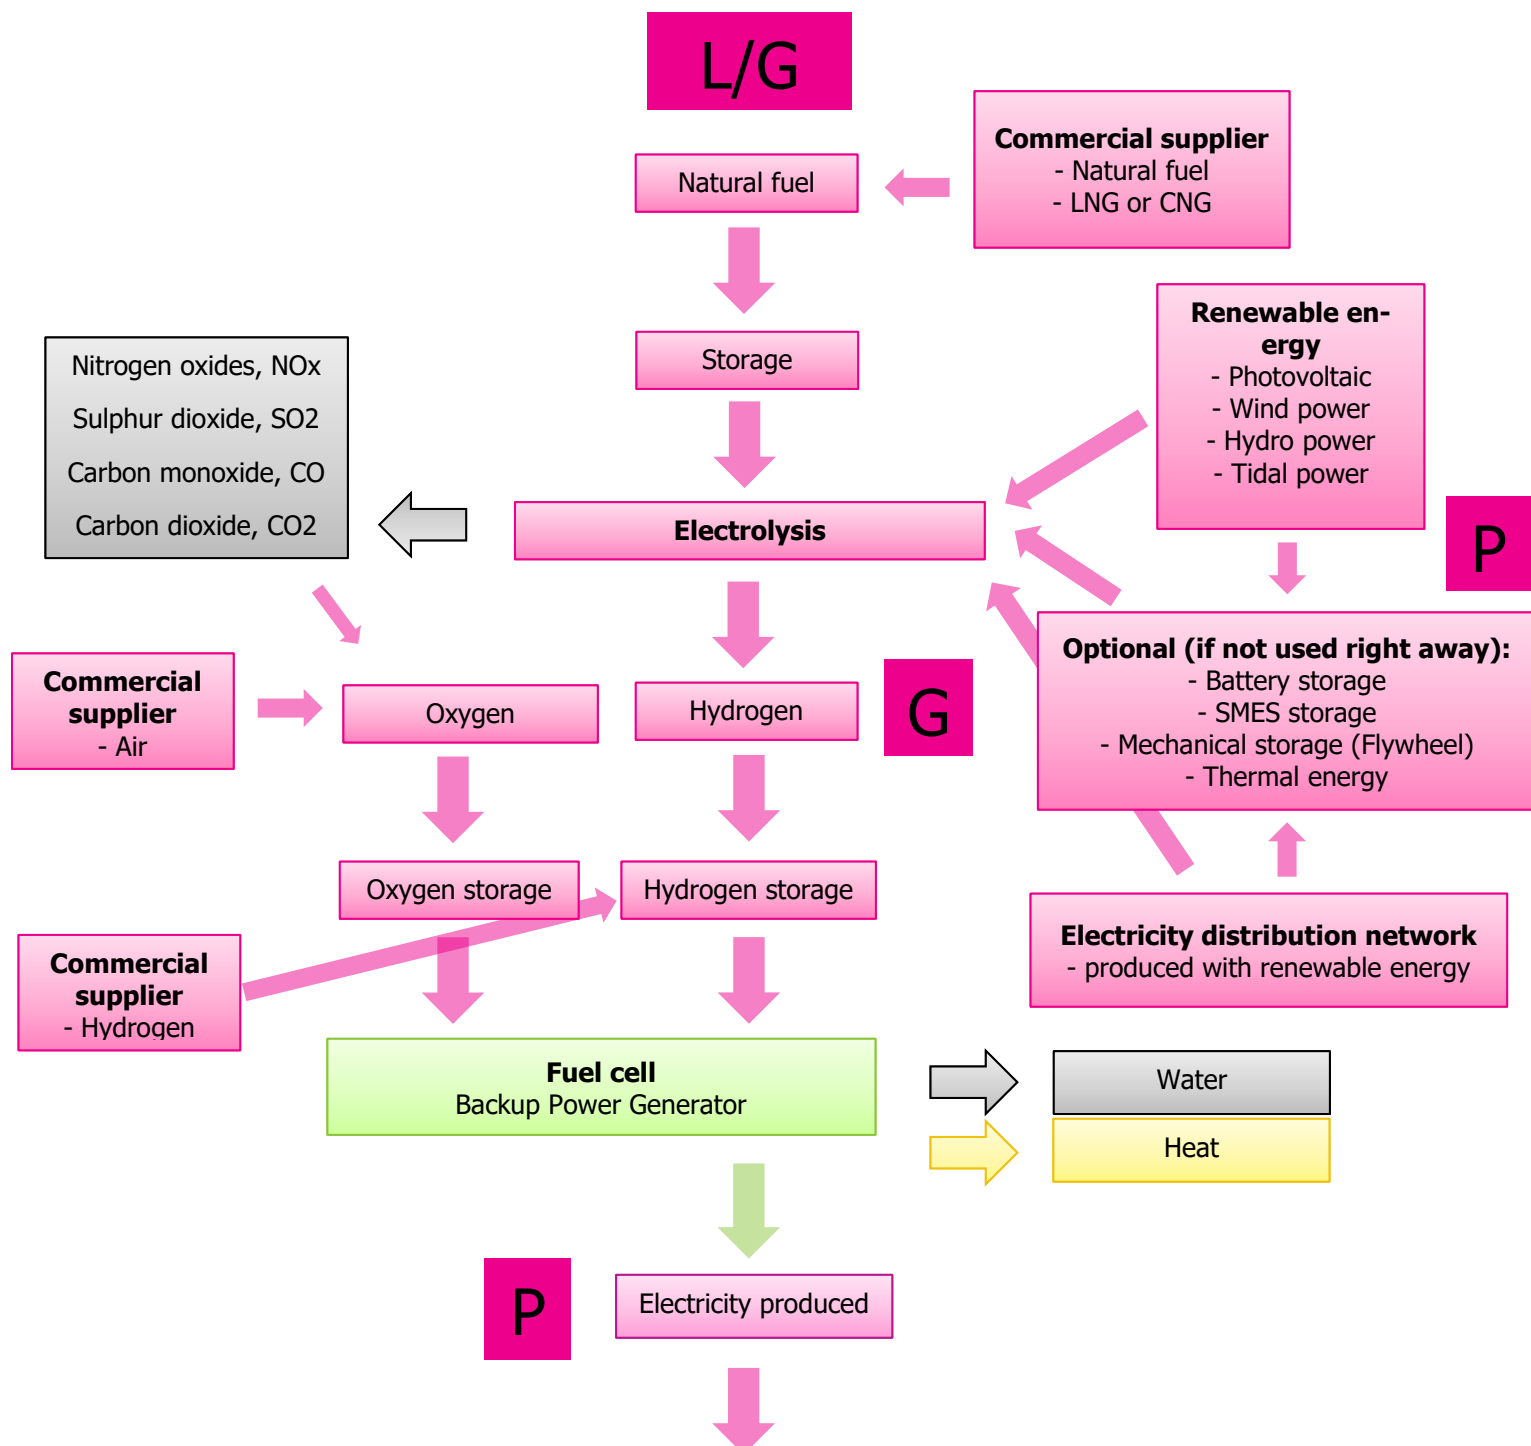 L/G
Commercial supplier
- Natural fuel
- LNG or CNG
Natural fuel
Renewable en-
ergy
- Photovoltaic
- Wind power
- Hydro power
- Tidal power
Storage
Nitrogen oxides, NOx
Sulphur dioxide, SO2
Carbon monoxide, CO
Carbon dioxide, CO2
Electrolysis
P
Optional (if not used right away):
- Battery storage
- SMES storage
- Mechanical storage (Flywheel)
- Thermal energy
Commercial
supplier
- Air
Oxygen
Hydrogen
G
Oxygen storage
Hydrogen storage
Electricity distribution network
- produced with renewable energy
Commercial
supplier
- Hydrogen
Fuel cell
Backup Power Generator
Water
Heat
P
Electricity produced